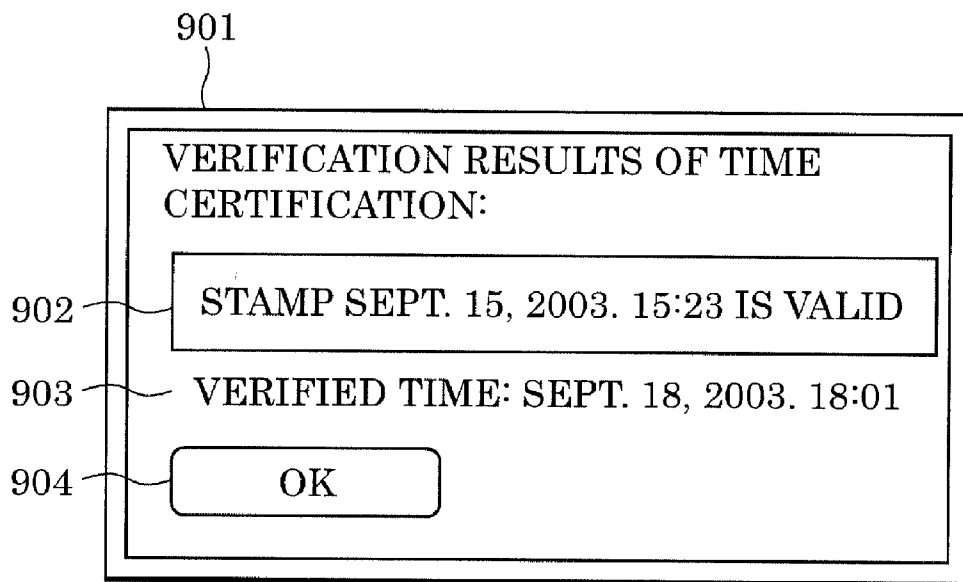 901
VERIFICATION RESULTS OF TIME
CERTIFICATION:
902
STAMP SEPT. 15, 2003. 15:23 IS VALID
903
VERIFIED TIME: SEPT. 18, 2003. 18:01
904
OK